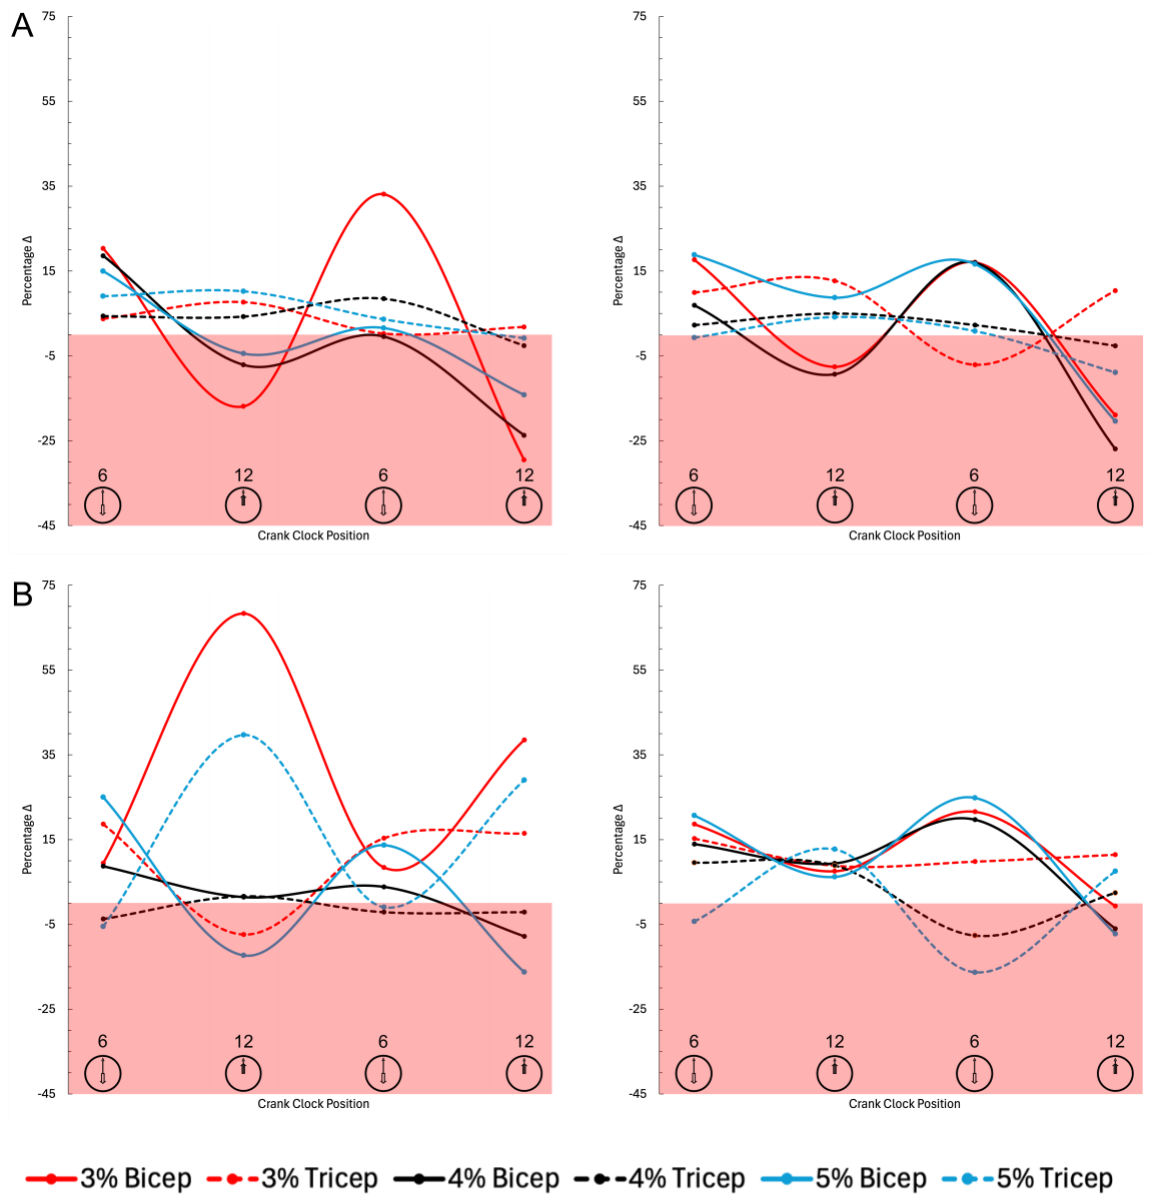 A
75
55
35
15
-5
-25
-45
Percentage Δ
6 12 6 12
Crank Clock Position
75
55
35
15
-5
-25
-45
Percentage Δ
6 12 6 12
Crank Clock Position
B
75
55
35
15
-5
-25
-45
Percentage Δ
6 12 6 12
Crank Clock Position
75
55
35
15
-5
-25
-45
Percentage Δ
6 12 6 12
Crank Clock Position
3% Bicep 3% Tricep 4% Bicep 4% Tricep 5% Bicep 5% Tricep